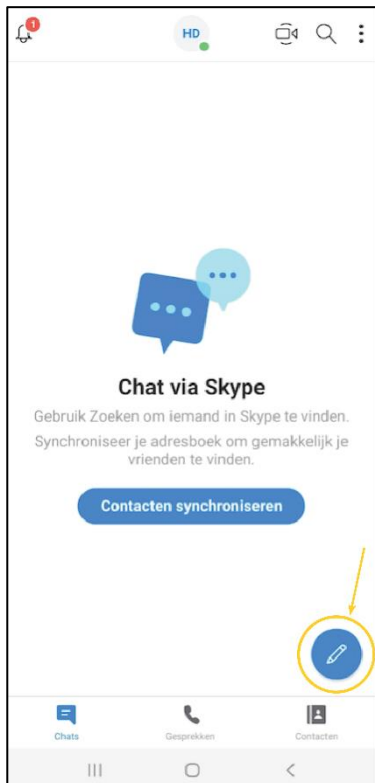 1
HD
Chat via Skype
Gebruik Zoeken om iemand in Skype te vinden.
Synchroniseer je adresboek om gemakkelijk je
vrienden te vinden.
Contacten synchroniseren
Chats
Gesprekken
Contacten